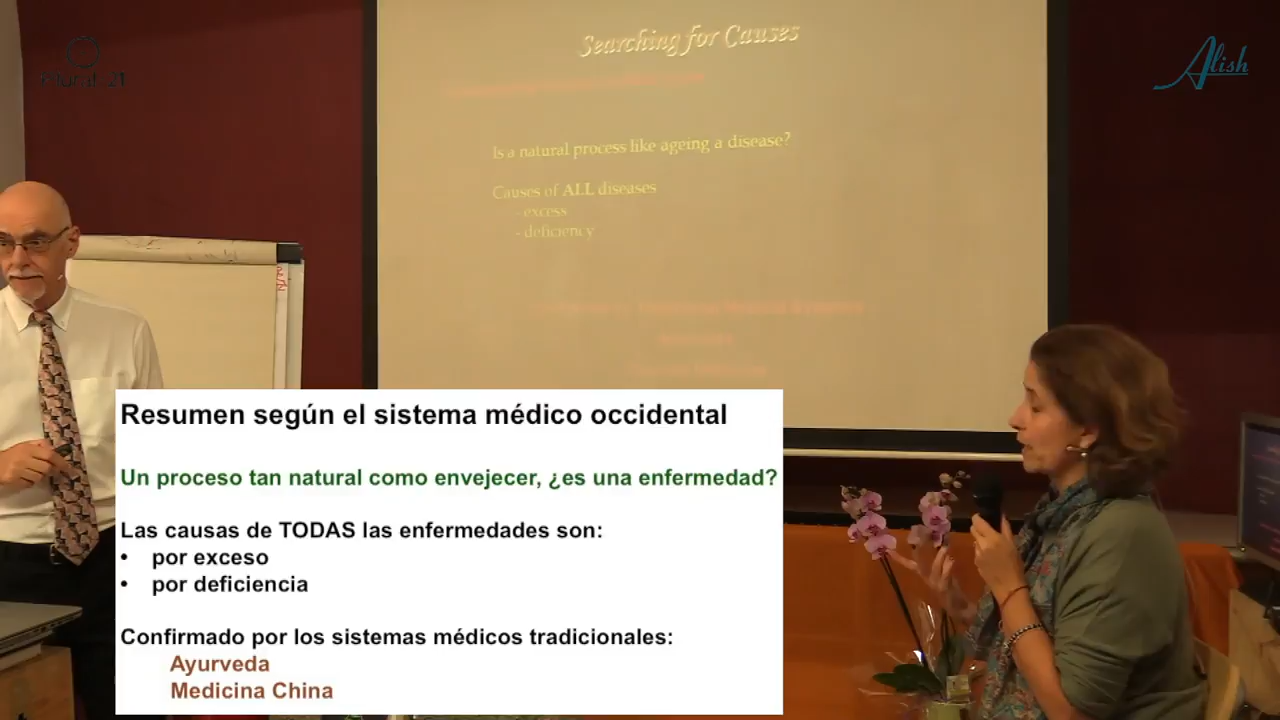 Plural 21
Alish
Searching for Causes
Is a natural process like ageing a disease?
Causes of ALL diseases
- excess
- deficiency
Resumen según el sistema médico occidental
Un proceso tan natural como envejecer, ¿es una enfermedad?
Las causas de TODAS las enfermedades son:
• por exceso
• por deficiencia
Confirmado por los sistemas médicos tradicionales:
Ayurveda
Medicina China